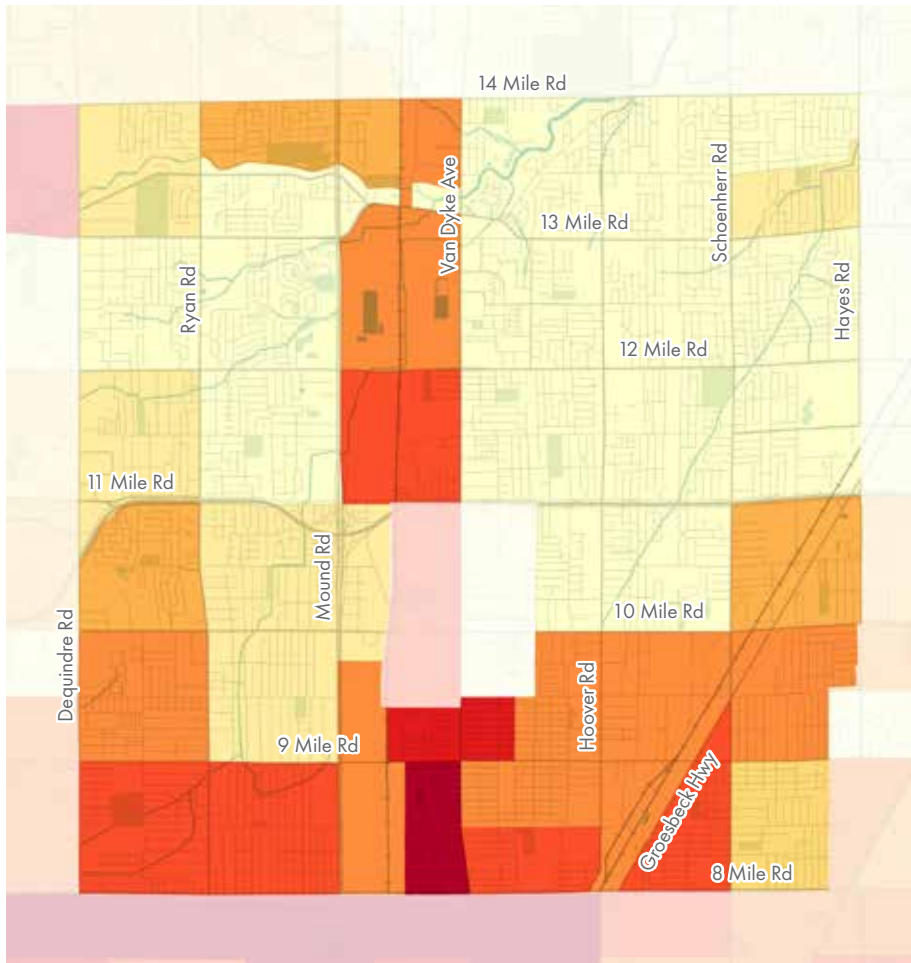 14 Mile Rd
Van Dyke Ave
Schoenherr Rd
13 Mile Rd
Ryan Rd
Hayes Rd
12 Mile Rd
11 Mile Rd
Mound Rd
10 Mile Rd
Dequindre Rd
Hoover Rd
9 Mile Rd
Groesbeck Hwy
8 Mile Rd